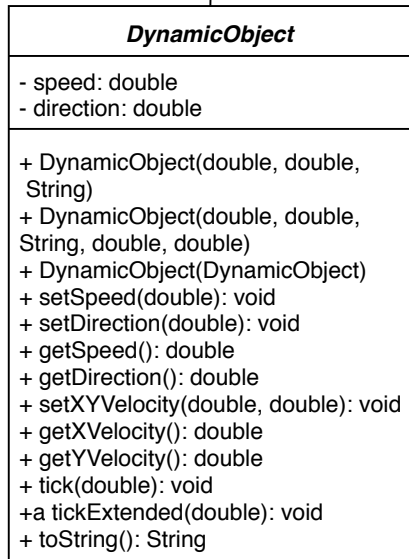 DynamicObject
- speed: double
- direction: double
+ DynamicObject(double, double,
String)
+ DynamicObject(double, double,
String, double, double)
+ DynamicObject(DynamicObject)
+ setSpeed(double): void
+ setDirection(double): void
+ getSpeed(): double
+ getDirection(): double
+ setXYVelocity(double, double): void
+ getXVelocity(): double
+ getYVelocity(): double
+ tick(double): void
+a tickExtended(double): void
+ toString(): String